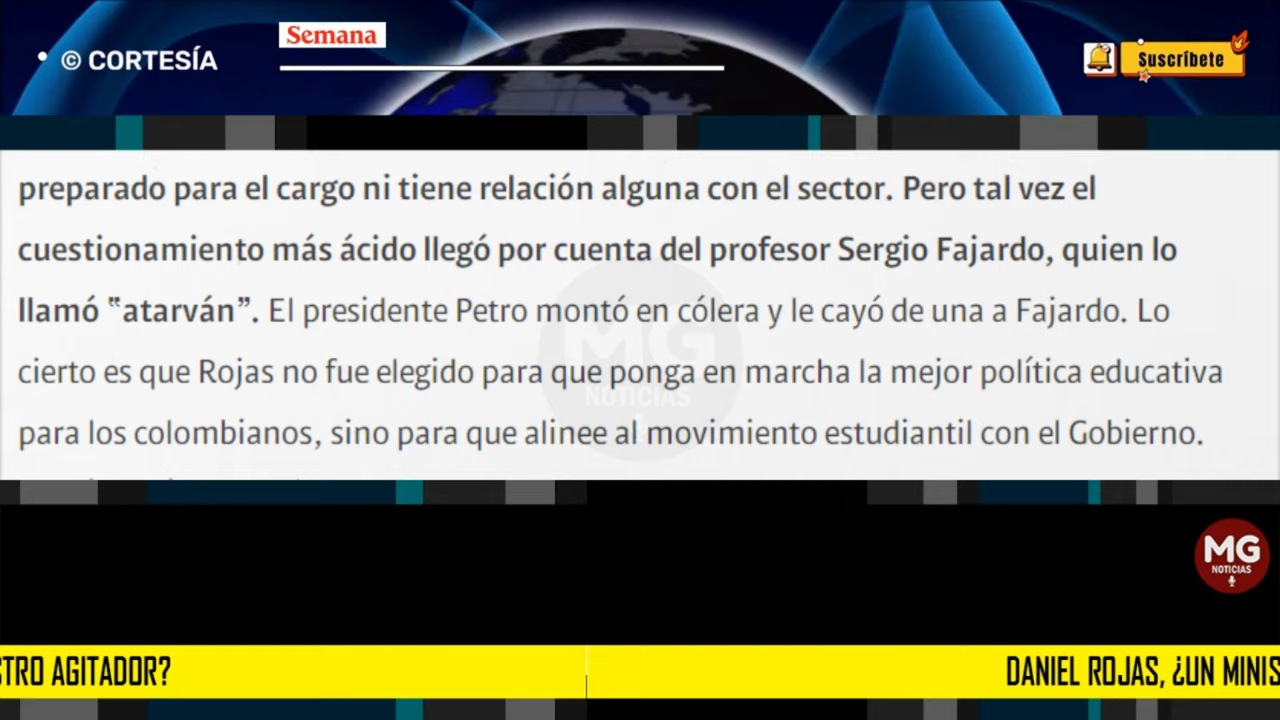 Semana
© CORTESÍA
Suscríbete
preparado para el cargo ni tiene relación alguna con el sector. Pero tal vez el
cuestionamiento más ácido llegó por cuenta del profesor Sergio Fajardo, quien lo
llamó "atarván". El presidente Petro montó en cólera y le cayó de una a Fajardo. Lo
cierto es que Rojas no fue elegido para que ponga en marcha la mejor política educativa
para los colombianos, sino para que alinee al movimiento estudiantil con el Gobierno.
MG
NOTICIAS
MG
NOTICIAS
STRO AGITADOR?
DANIEL ROJAS, ¿UN MINIS